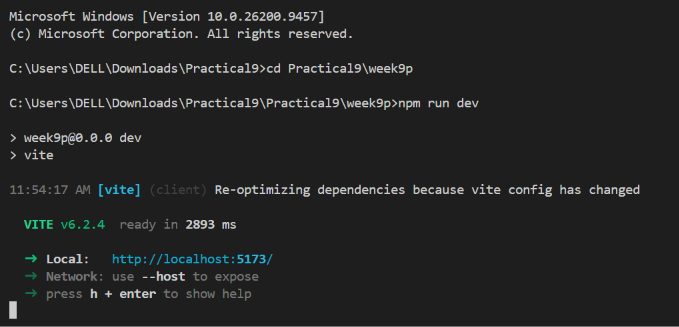 Microsoft Windows [Version 10.0.26200.9457]
(c) Microsoft Corporation. All rights reserved.
C:\Users\DELL\Downloads\Practical9>cd Practical9\week9p
C:\Users\DELL\Downloads\Practical9\Practical9\week9p>npm run dev
> week9p@0.0.0 dev
> vite
11:54:17 AM [vite] (client) Re-optimizing dependencies because vite config has changed
VITE v6.2.4  ready in 2893 ms
➜ Local:   http://localhost:5173/
➜ Network: use --host to expose
➜ press h + enter to show help